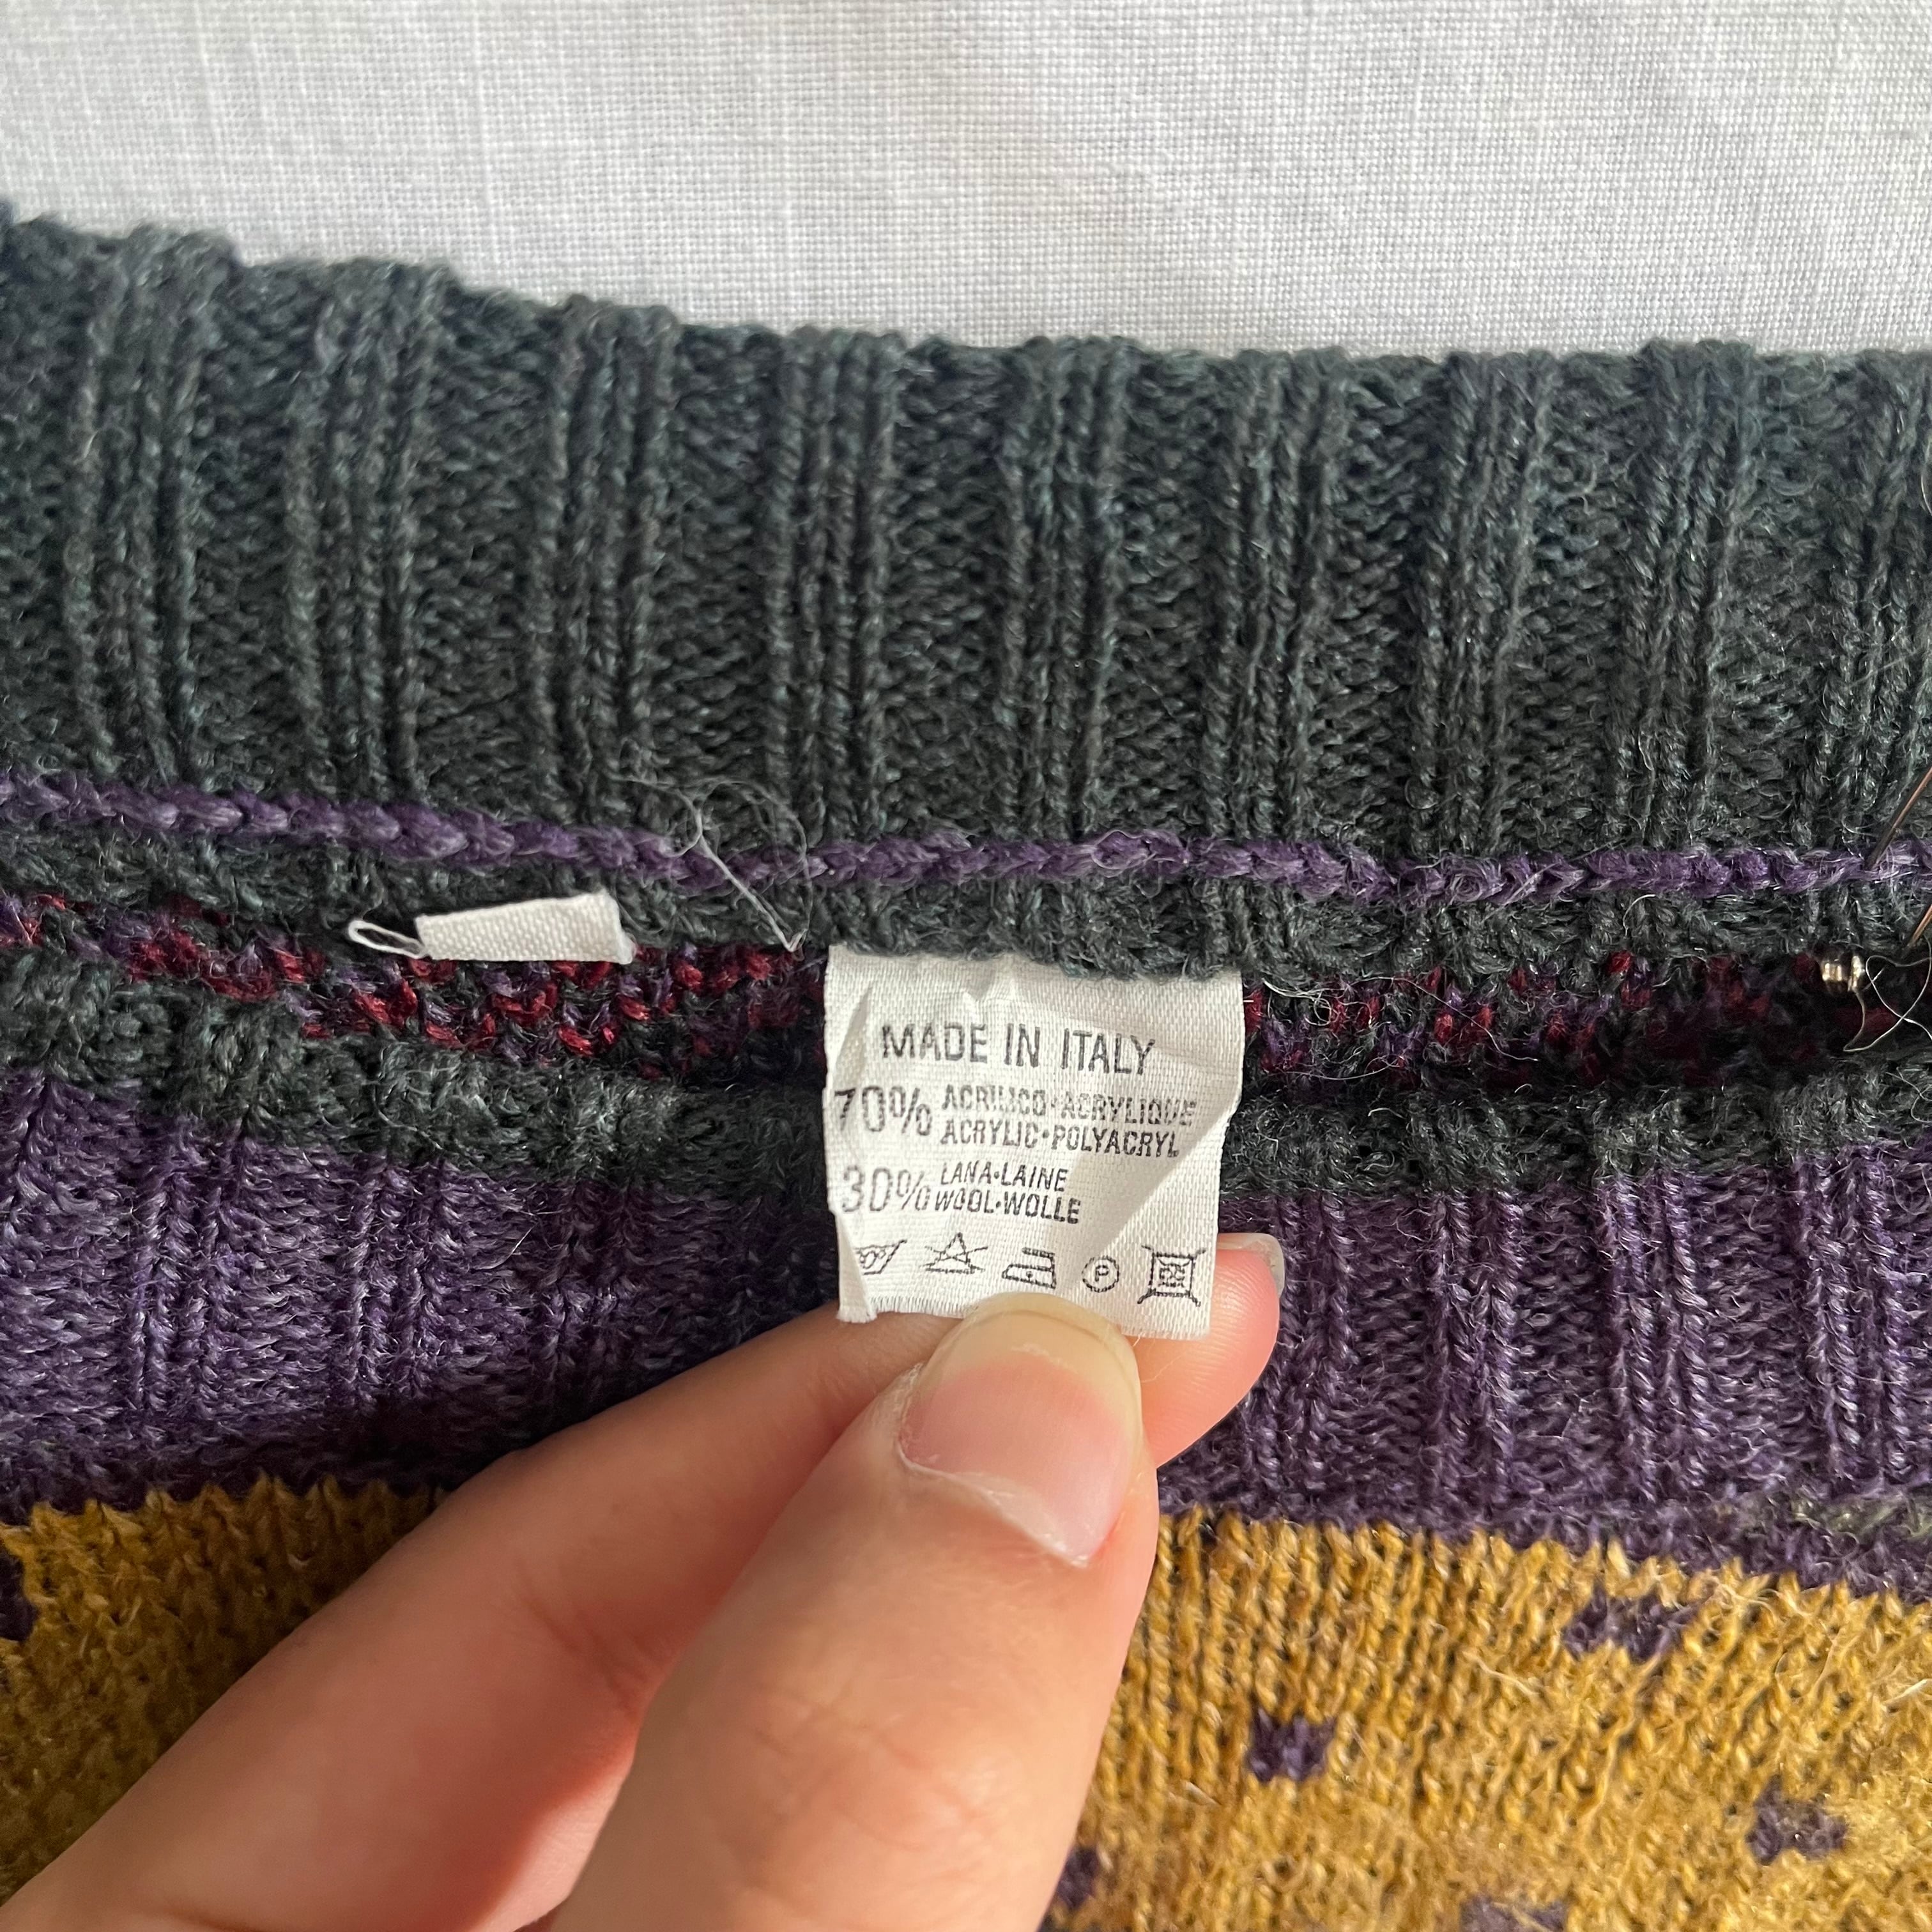 MADE IN ITALY
70% ACRILICO•ACRYLIQUE
ACRYLIC•POLYACRYL
30% LANA•LAINE
WOOL•WOLLE
P